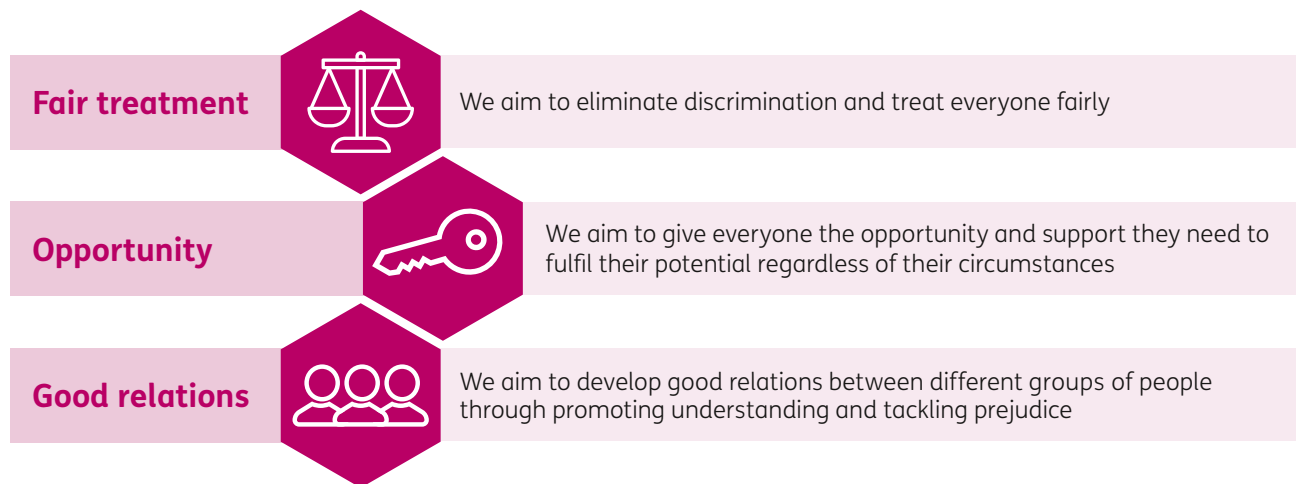 Fair treatment
We aim to eliminate discrimination and treat everyone fairly
Opportunity
We aim to give everyone the opportunity and support they need to
fulfil their potential regardless of their circumstances
Good relations
We aim to develop good relations between different groups of people
through promoting understanding and tackling prejudice